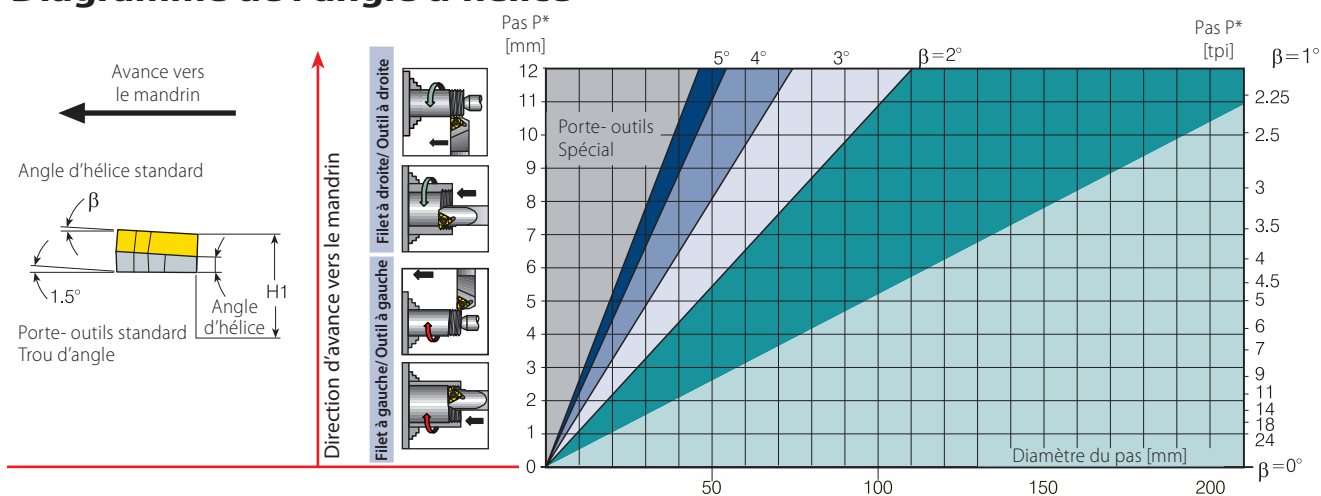 Avance vers
le mandrin
Angle d'hélice standard
β
1.5°
H1
Angle
d'hélice
Porte- outils standard
Trou d'angle
Direction d'avance vers le mandrin
Filet à droite/ Outil à droite
Filet à gauche/ Outil à gauche
Pas P*
[mm]
5°
4°
3°
β=2°
Pas P*
[tpi]
β=1°
12
11
10
9
8
7
6
5
4
3
2
1
0
Porte- outils
Spécial
2.25
2.5
3
3.5
4
4.5
5
6
7
9
11
14
18
24
Diamètre du pas [mm]
β=0°
50
100
150
200